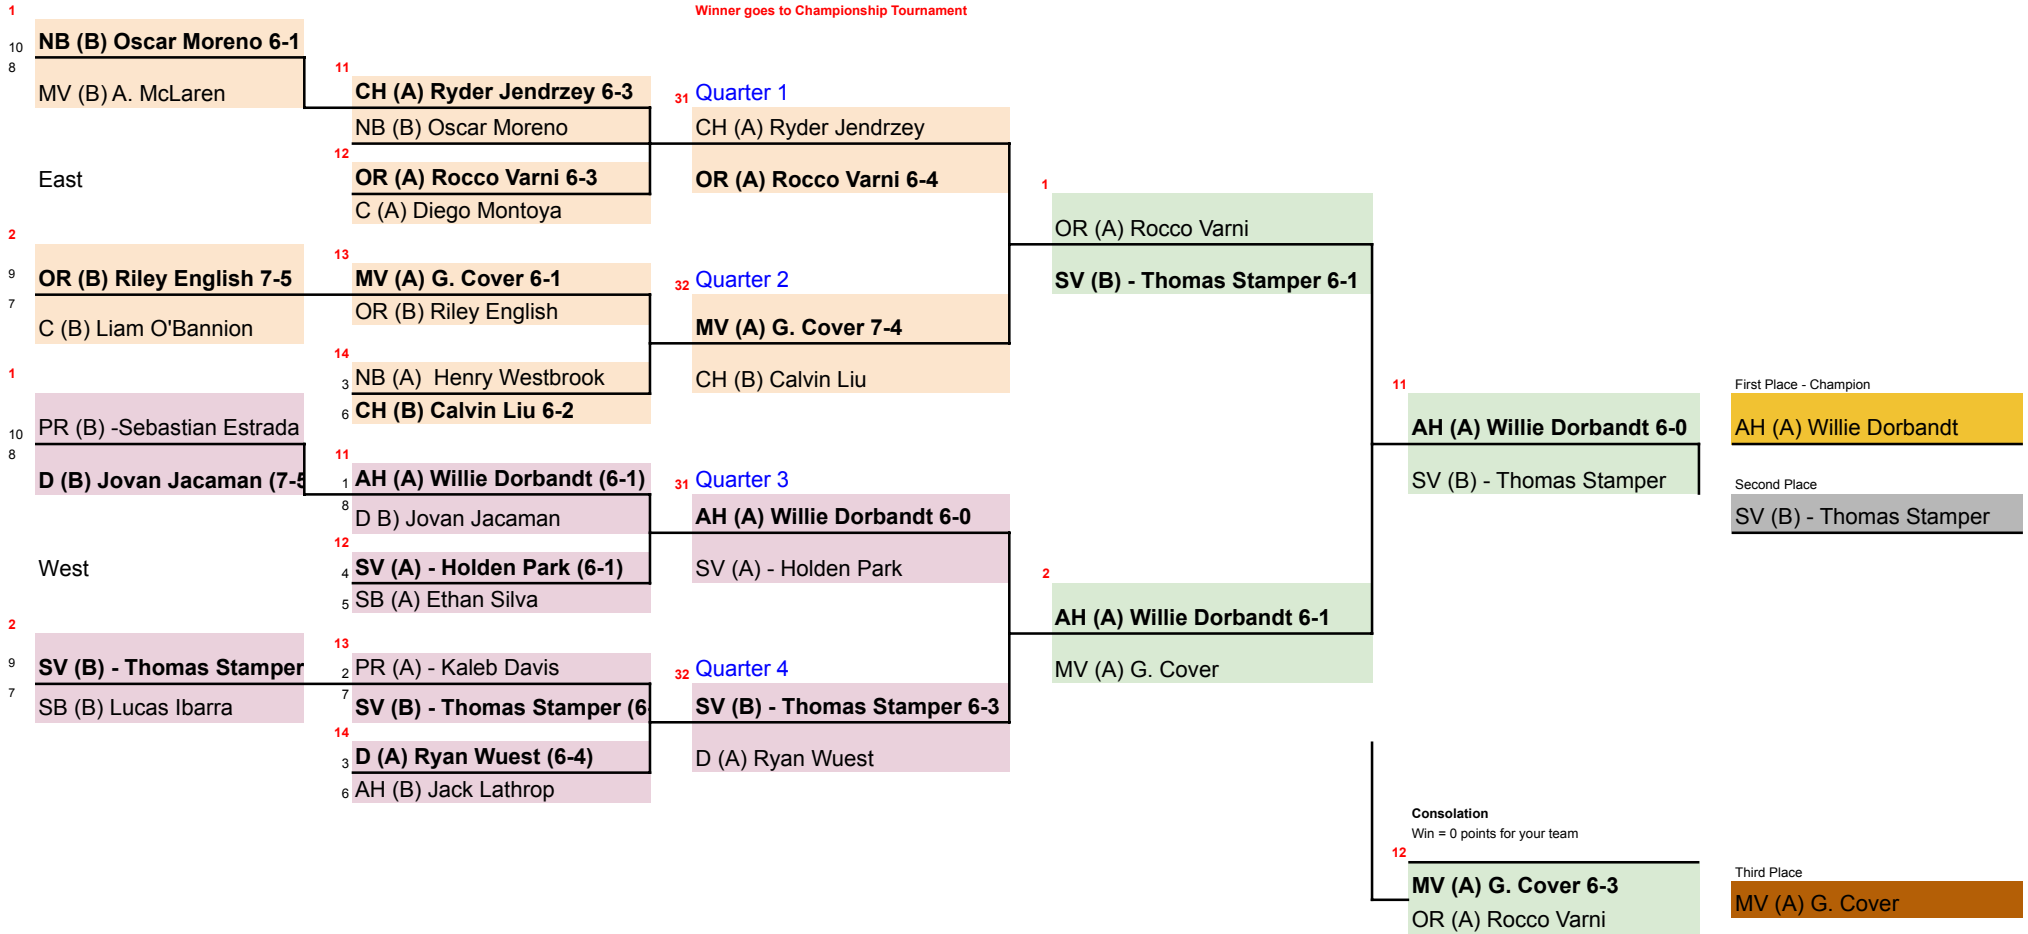 1
Winner goes to Championship Tournament
10 NB (B) Oscar Moreno 6-1
8
MV (B) A. McLaren
11
CH (A) Ryder Jendrzey 6-3
NB (B) Oscar Moreno
31 Quarter 1
CH (A) Ryder Jendrzey
12
East
OR (A) Rocco Varni 6-3
C (A) Diego Montoya
OR (A) Rocco Varni 6-4
1
OR (A) Rocco Varni
SV (B) - Thomas Stamper 6-1
2
9 OR (B) Riley English 7-5
7
C (B) Liam O'Bannion
13
MV (A) G. Cover 6-1
OR (B) Riley English
32 Quarter 2
MV (A) G. Cover 7-4
14
3 NB (A) Henry Westbrook
6 CH (B) Calvin Liu 6-2
CH (B) Calvin Liu
1
10 PR (B) -Sebastian Estrada
8
D (B) Jovan Jacaman (7-5
11
1 AH (A) Willie Dorbandt (6-1)
8 D B) Jovan Jacaman
31 Quarter 3
AH (A) Willie Dorbandt 6-0
11
AH (A) Willie Dorbandt 6-0
SV (B) - Thomas Stamper
First Place - Champion
AH (A) Willie Dorbandt
Second Place
SV (B) - Thomas Stamper
West
12
4 SV (A) - Holden Park (6-1)
5 SB (A) Ethan Silva
SV (A) - Holden Park
2
AH (A) Willie Dorbandt 6-1
MV (A) G. Cover
2
9 SV (B) - Thomas Stamper
7
SB (B) Lucas Ibarra
13
2 PR (A) - Kaleb Davis
7
SV (B) - Thomas Stamper (6-
32 Quarter 4
SV (B) - Thomas Stamper 6-3
14
3 D (A) Ryan Wuest (6-4)
6 AH (B) Jack Lathrop
D (A) Ryan Wuest
Consolation
Win = 0 points for your team
12
MV (A) G. Cover 6-3
OR (A) Rocco Varni
Third Place
MV (A) G. Cover